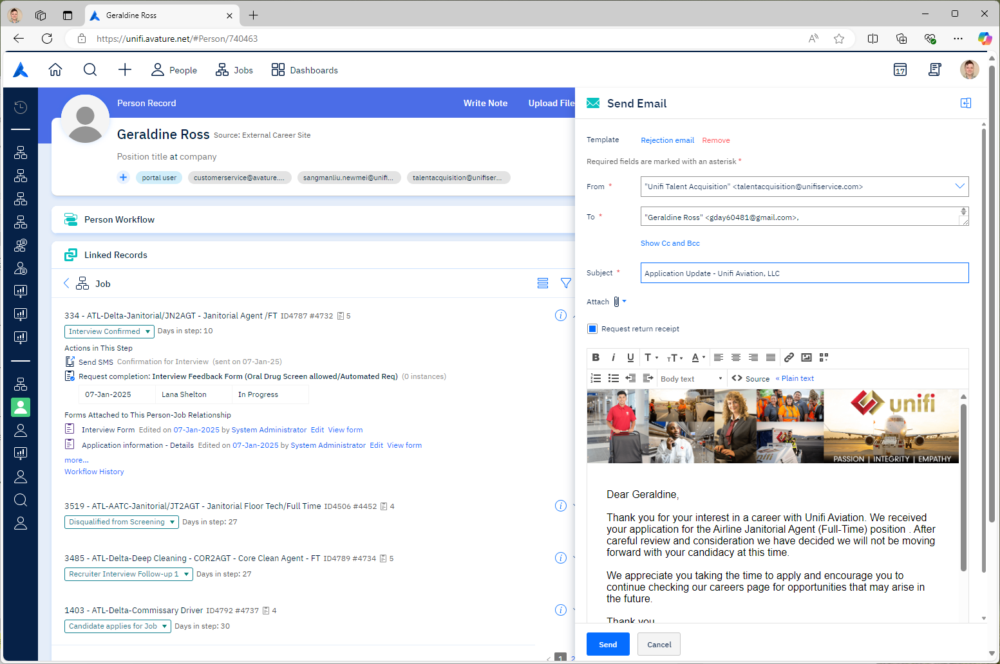 Geraldine Ross
https://unifi.avature.net/#Person/740463
People
Jobs
Dashboards
17
Person Record
Write Note
Upload File
Geraldine Ross Source: External Career Site
Position title at company
portal user
customerservice@avature....
sangmanliu.newmei@unifi...
talentacquisition@unifiser...
Person Workflow
Linked Records
Job
334 - ATL-Delta-Janitorial/JN2AGT - Janitorial Agent /FT ID4787 #4732 5
Interview Confirmed Days in step: 10
Actions in This Step
Send SMS Confirmation for Interview (sent on 07-Jan-25)
Request completion: Interview Feedback Form (Oral Drug Screen allowed/Automated Req) (0 instances)
07-Jan-2025 Lana Shelton In Progress
Forms Attached to This Person-Job Relationship
Interview Form Edited on 07-Jan-2025 by System Administrator Edit View form
Application information - Details Edited on 07-Jan-2025 by System Administrator Edit View form
more...
Workflow History
3519 - ATL-AATC-Janitorial/JT2AGT - Janitorial Floor Tech/Full Time ID4506 #4452 4
Disqualified from Screening Days in step: 27
3485 - ATL-Delta-Deep Cleaning - COR2AGT - Core Clean Agent - FT ID4789 #4734 5
Recruiter Interview Follow-up 1 Days in step: 27
1403 - ATL-Delta-Commissary Driver ID4792 #4737 4
Candidate applies for Job Days in step: 30
1 2
Send Email
Template Rejection email Remove
Required fields are marked with an asterisk *
From * "Unifi Talent Acquisition" <talentacquisition@unifiservice.com>
To * "Geraldine Ross" <gday60481@gmail.com>,
Show Cc and Bcc
Subject * Application Update - Unifi Aviation, LLC
Attach
Request return receipt
B i U T TT A
Body text <> Source « Plain text
unifi
unifi
PASSION | INTEGRITY | EMPATHY
Dear Geraldine,
Thank you for your interest in a career with Unifi Aviation. We received
your application for the Airline Janitorial Agent (Full-Time) position . After
careful review and consideration we have decided we will not be moving
forward with your candidacy at this time.
We appreciate you taking the time to apply and encourage you to
continue checking our careers page for opportunities that may arise in
the future.
Thank you
Send Cancel